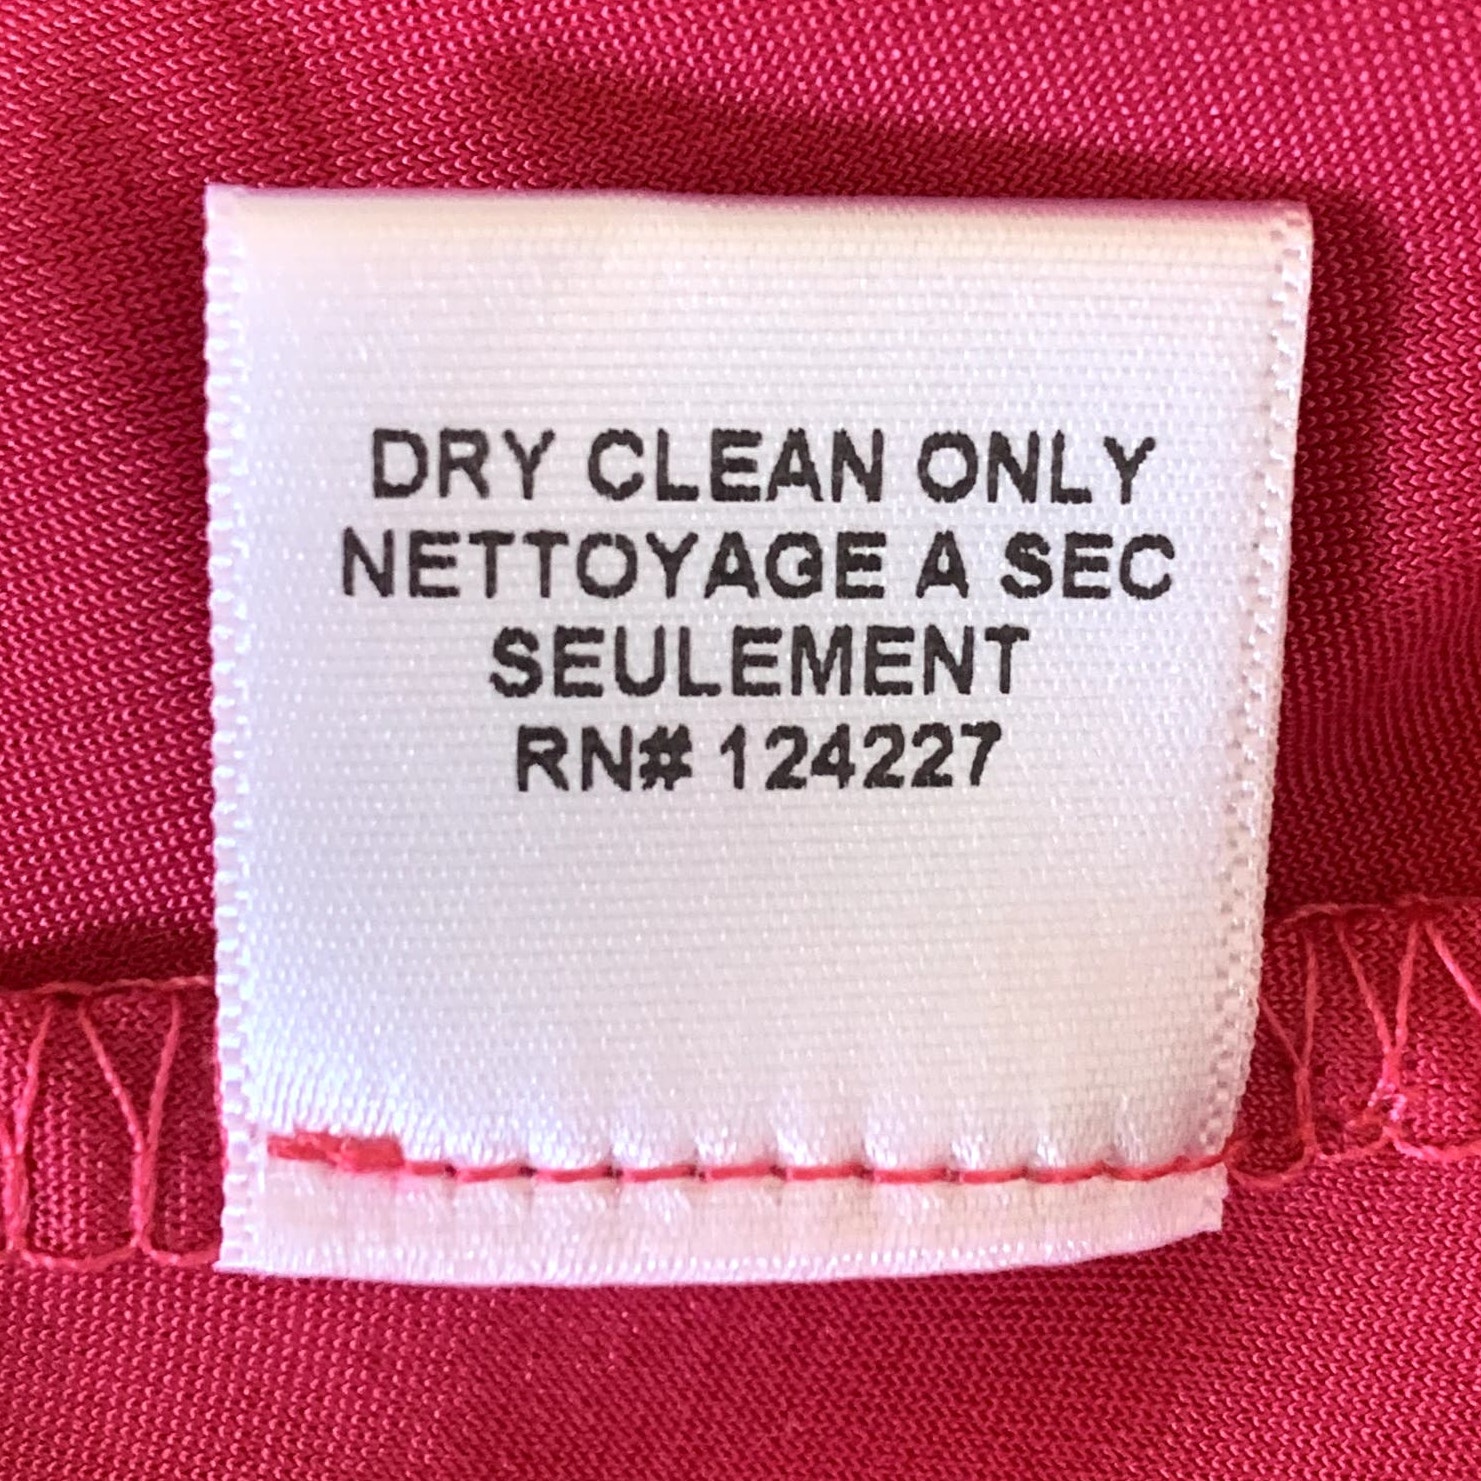 DRY CLEAN ONLY
NETTOYAGE A SEC
SEULEMENT
RN# 124227